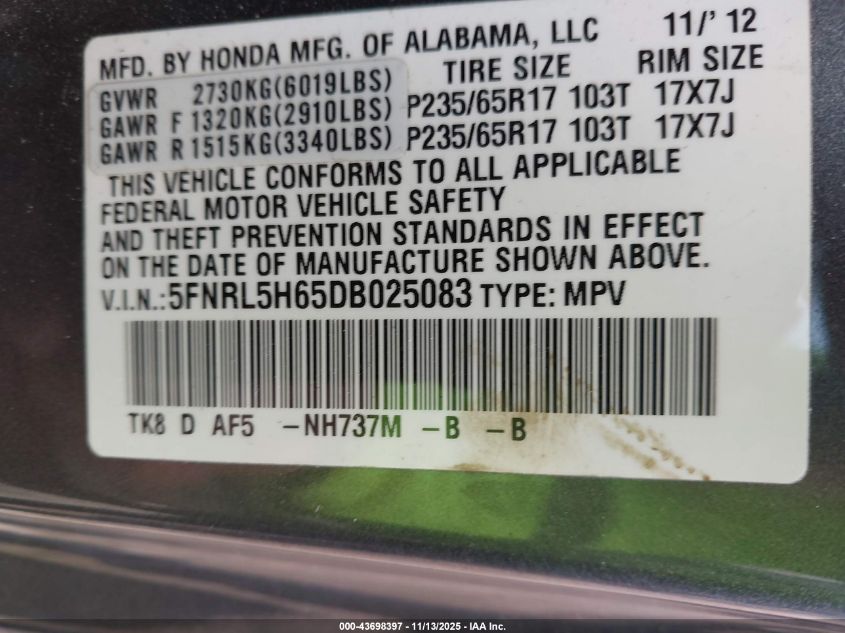 MFD. BY HONDA MFG. OF ALABAMA, LLC 11/' 12
TIRE SIZE RIM SIZE
GVWR 2730KG(6019LBS)
GAWR F 1320KG(2910LBS) P235/65R17 103T 17X7J
GAWR R 1515KG(3340LBS) P235/65R17 103T 17X7J
THIS VEHICLE CONFORMS TO ALL APPLICABLE
FEDERAL MOTOR VEHICLE SAFETY
AND THEFT PREVENTION STANDARDS IN EFFECT
ON THE DATE OF MANUFACTURE SHOWN ABOVE.
V.I.N.:5FNRL5H65DB025083 TYPE: MPV
TK8 D AF5 -NH737M -B -B
000-43698397 - 11/13/2025 - IAA Inc.